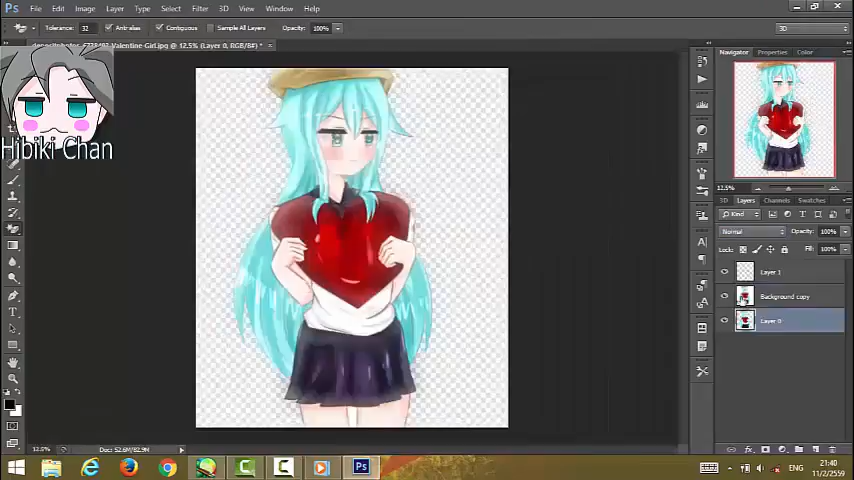 Ps File Edit Image Layer Type Select Filter 3D View Window Help
Tolerance: 32 Anti-alias Contiguous Sample All Layers Opacity: 100% 3D
Valentine-Girl.jpg @ 12.5% (Layer 0, RGB/8#) *
Navigator Properties Color
Hibiki Chan
12.5%
3D Layers Channels Swatches
Kind
Normal Opacity: 100%
Lock: Fill: 100%
Layer 1
Background copy
Layer 0
12.5% Doc: 52.6M/82.9M
Ps ENG 21:40
11/2/2559